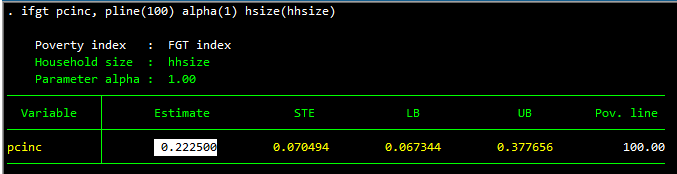 . ifgt pcinc, pline(100) alpha(1) hsize(hhsize)
Poverty index : FGT index
Household size : hhsize
Parameter alpha : 1.00
Variable Estimate STE LB UB Pov. line
pcinc 0.222500 0.070494 0.067344 0.377656 100.00